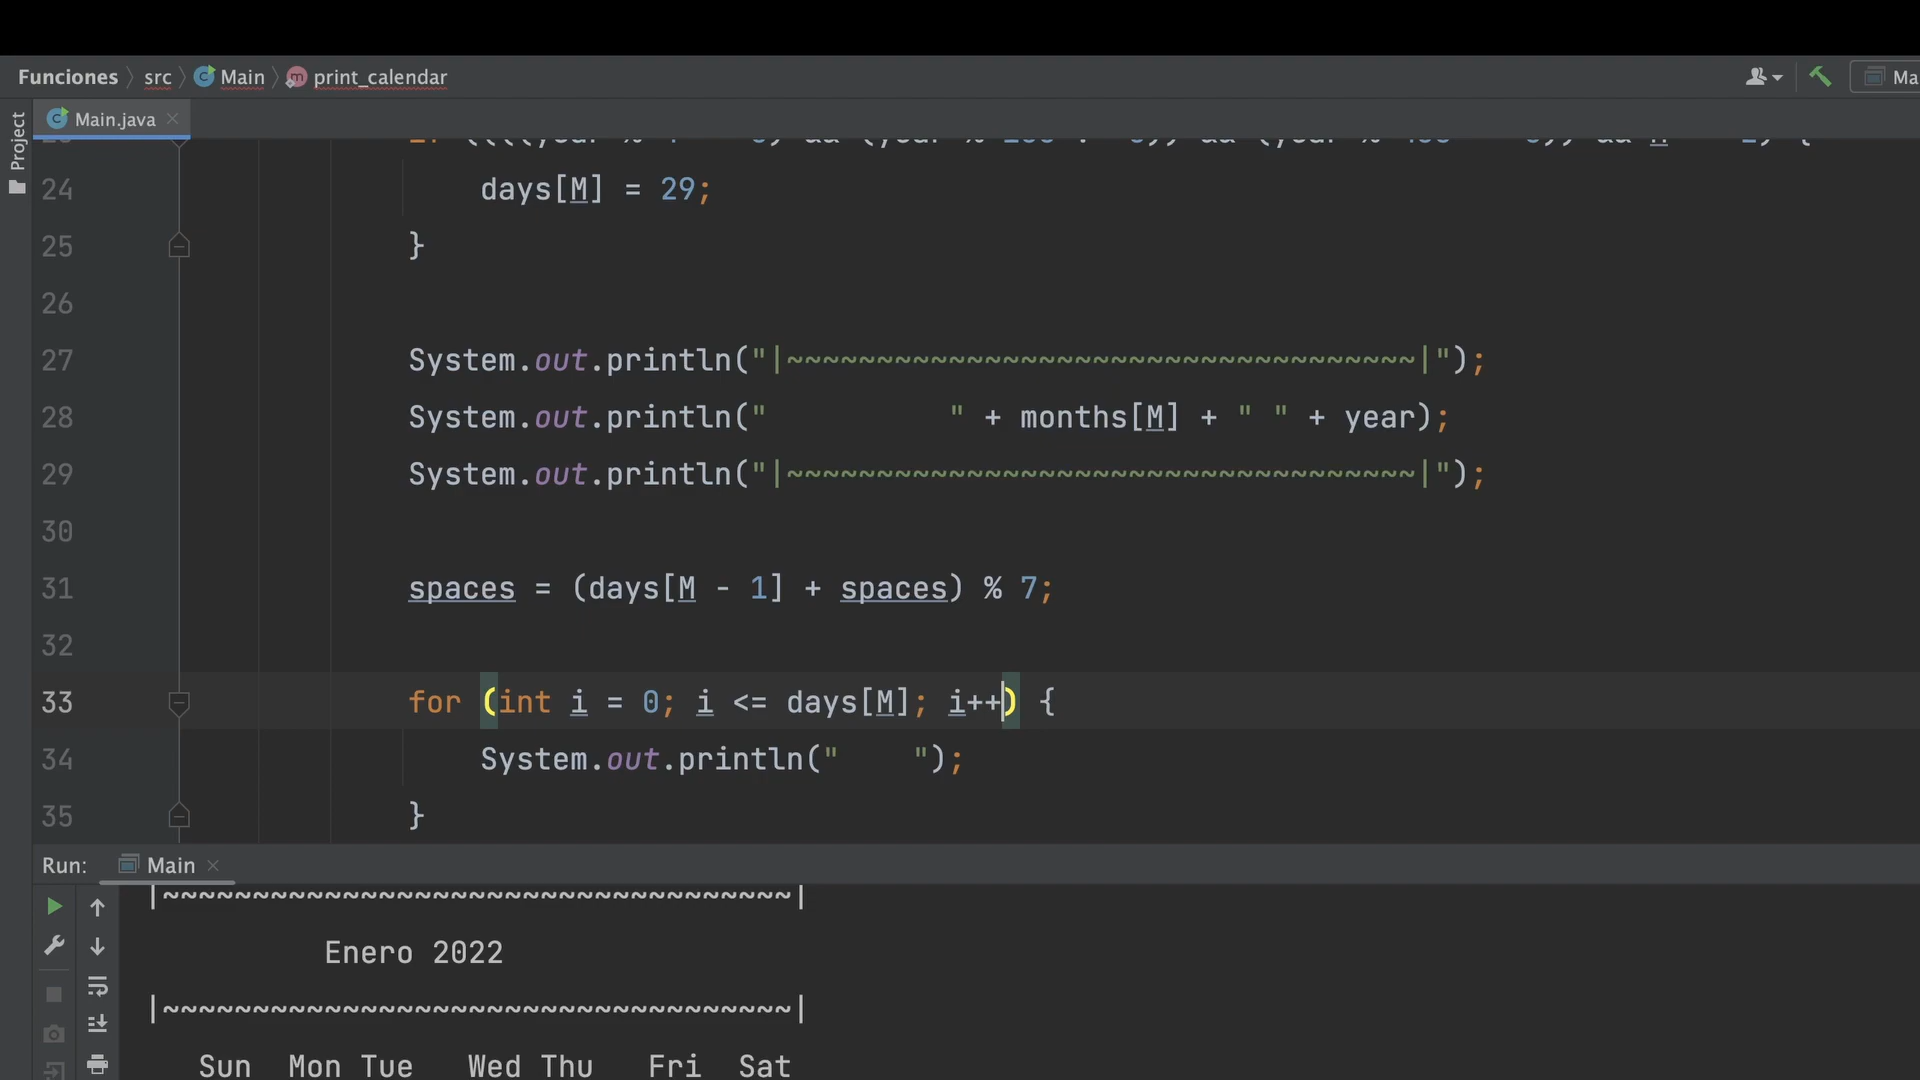 Funciones src Main print_calendar Ma
Project
Main.java
24 days[M] = 29;
25 }
26
27 System.out.println("|~~~~~~~~~~~~~~~~~~~~~~~~~~~~~~~~~~~|");
28 System.out.println("          " + months[M] + " " + year);
29 System.out.println("|~~~~~~~~~~~~~~~~~~~~~~~~~~~~~~~~~~~|");
30
31 spaces = (days[M - 1] + spaces) % 7;
32
33 for (int i = 0; i <= days[M]; i++) {
34 System.out.println("    ");
35 }
Run: Main
|~~~~~~~~~~~~~~~~~~~~~~~~~~~~~~~~~~~|
Enero 2022
|~~~~~~~~~~~~~~~~~~~~~~~~~~~~~~~~~~~|
Sun Mon Tue Wed Thu Fri Sat